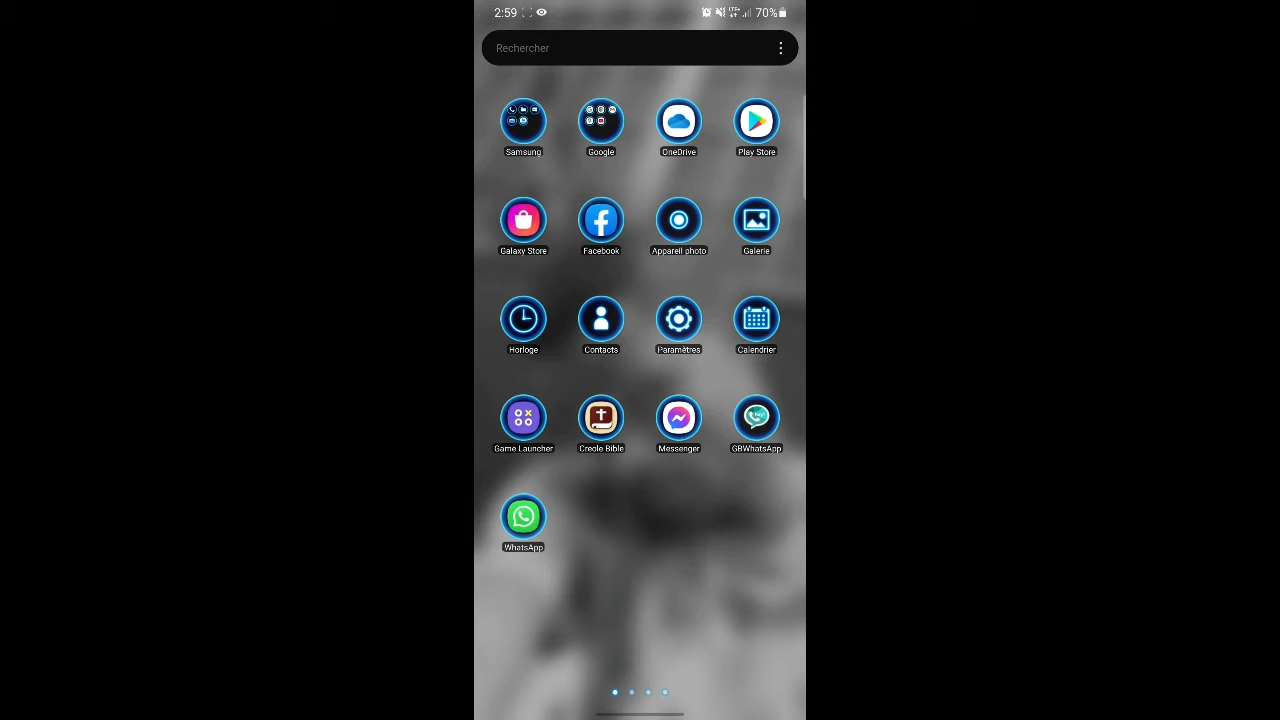 2:59 LTE+ 70%
Rechercher
Samsung Google OneDrive Play Store
Galaxy Store Facebook Appareil photo Galerie
Horloge Contacts Paramètres Calendrier
Game Launcher Creole Bible Messenger GBWhatsApp
WhatsApp